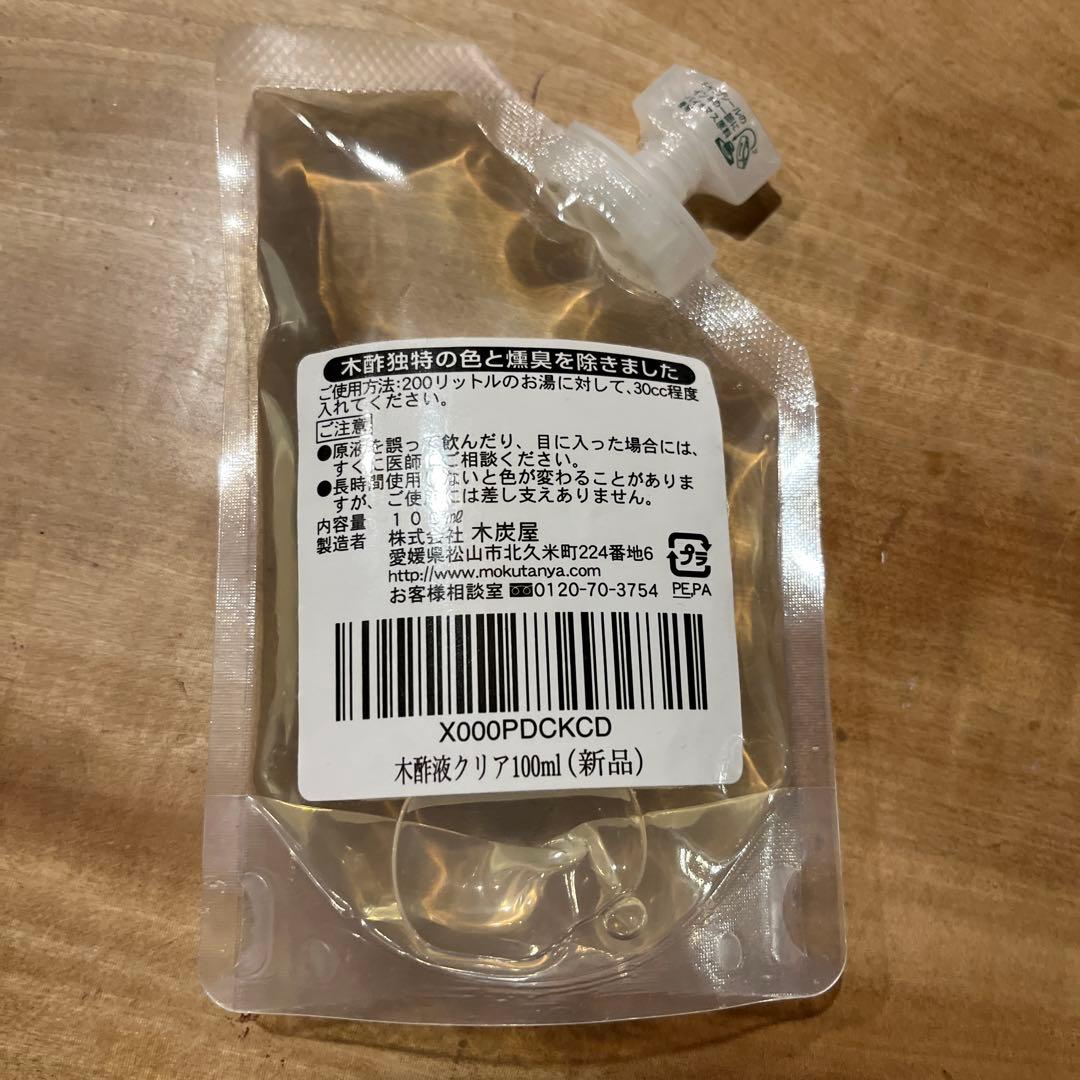 木酢独特の色と燻臭を除きました
ご使用方法:200リットルのお湯に対して、30cc程度
入れてください。
ご注意
●原液を誤って飲んだり、目に入った場合には、
すぐに医師にご相談ください。
●長時間使用しないと色が変わることがありま
すが、ご使用には差し支えありません。
内容量 100㎖
製造者 株式会社 木炭屋
愛媛県松山市北久米町224番地6
http://www.mokutanya.com
お客様相談室 0120-70-3754
プラ
PE,PA
X000PDCKCD
木酢液クリア100ml(新品)